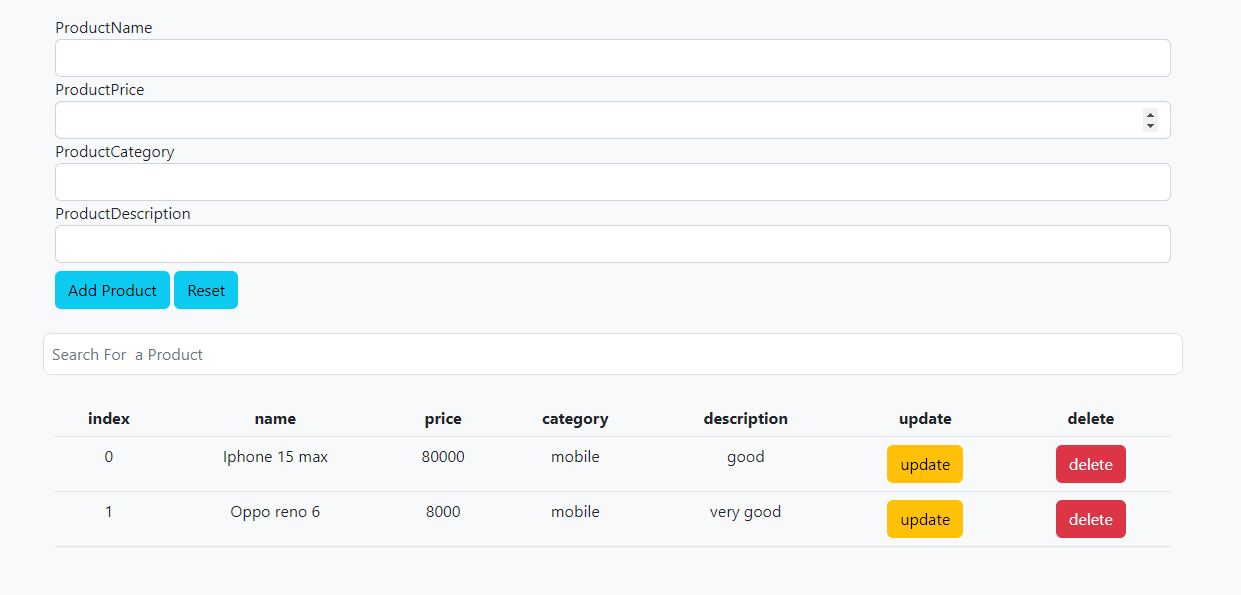 ProductName
ProductPrice
ProductCategory
ProductDescription
Add Product Reset
Search For  a Product
index name price category description update delete
0 Iphone 15 max 80000 mobile good update delete
1 Oppo reno 6 8000 mobile very good update delete